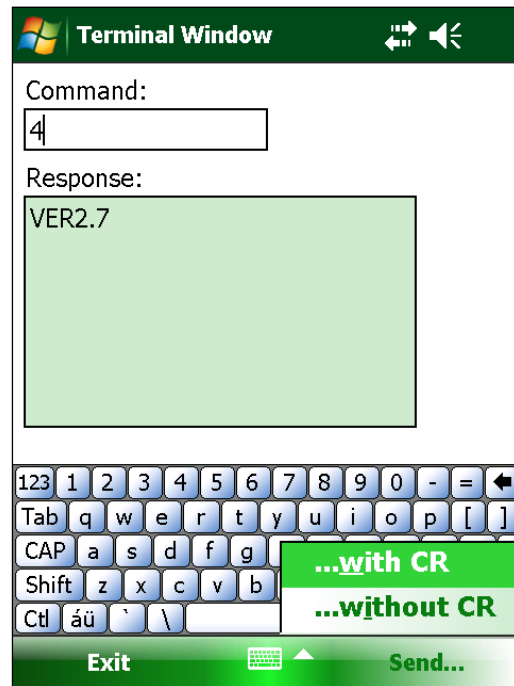 Terminal Window
Command:
4
Response:
VER2.7
123 1 2 3 4 5 6 7 8 9 0 - =
Tab q w e r t y u i o p [ ]
CAP a s d f g
Shift z x c v b
Ctl áü ` \
...with CR
...without CR
Exit
Send...